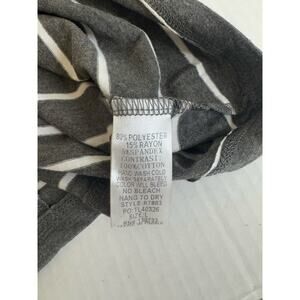 80% POLYESTER
15% RAYON
5%SPANDEX
CONTRAST:
100%COTTON
HAND WASH COLD
WASH SEPARATELY
COLOR WILL BLEED
NO BLEACH
HANG TO DRY
SIZE:L